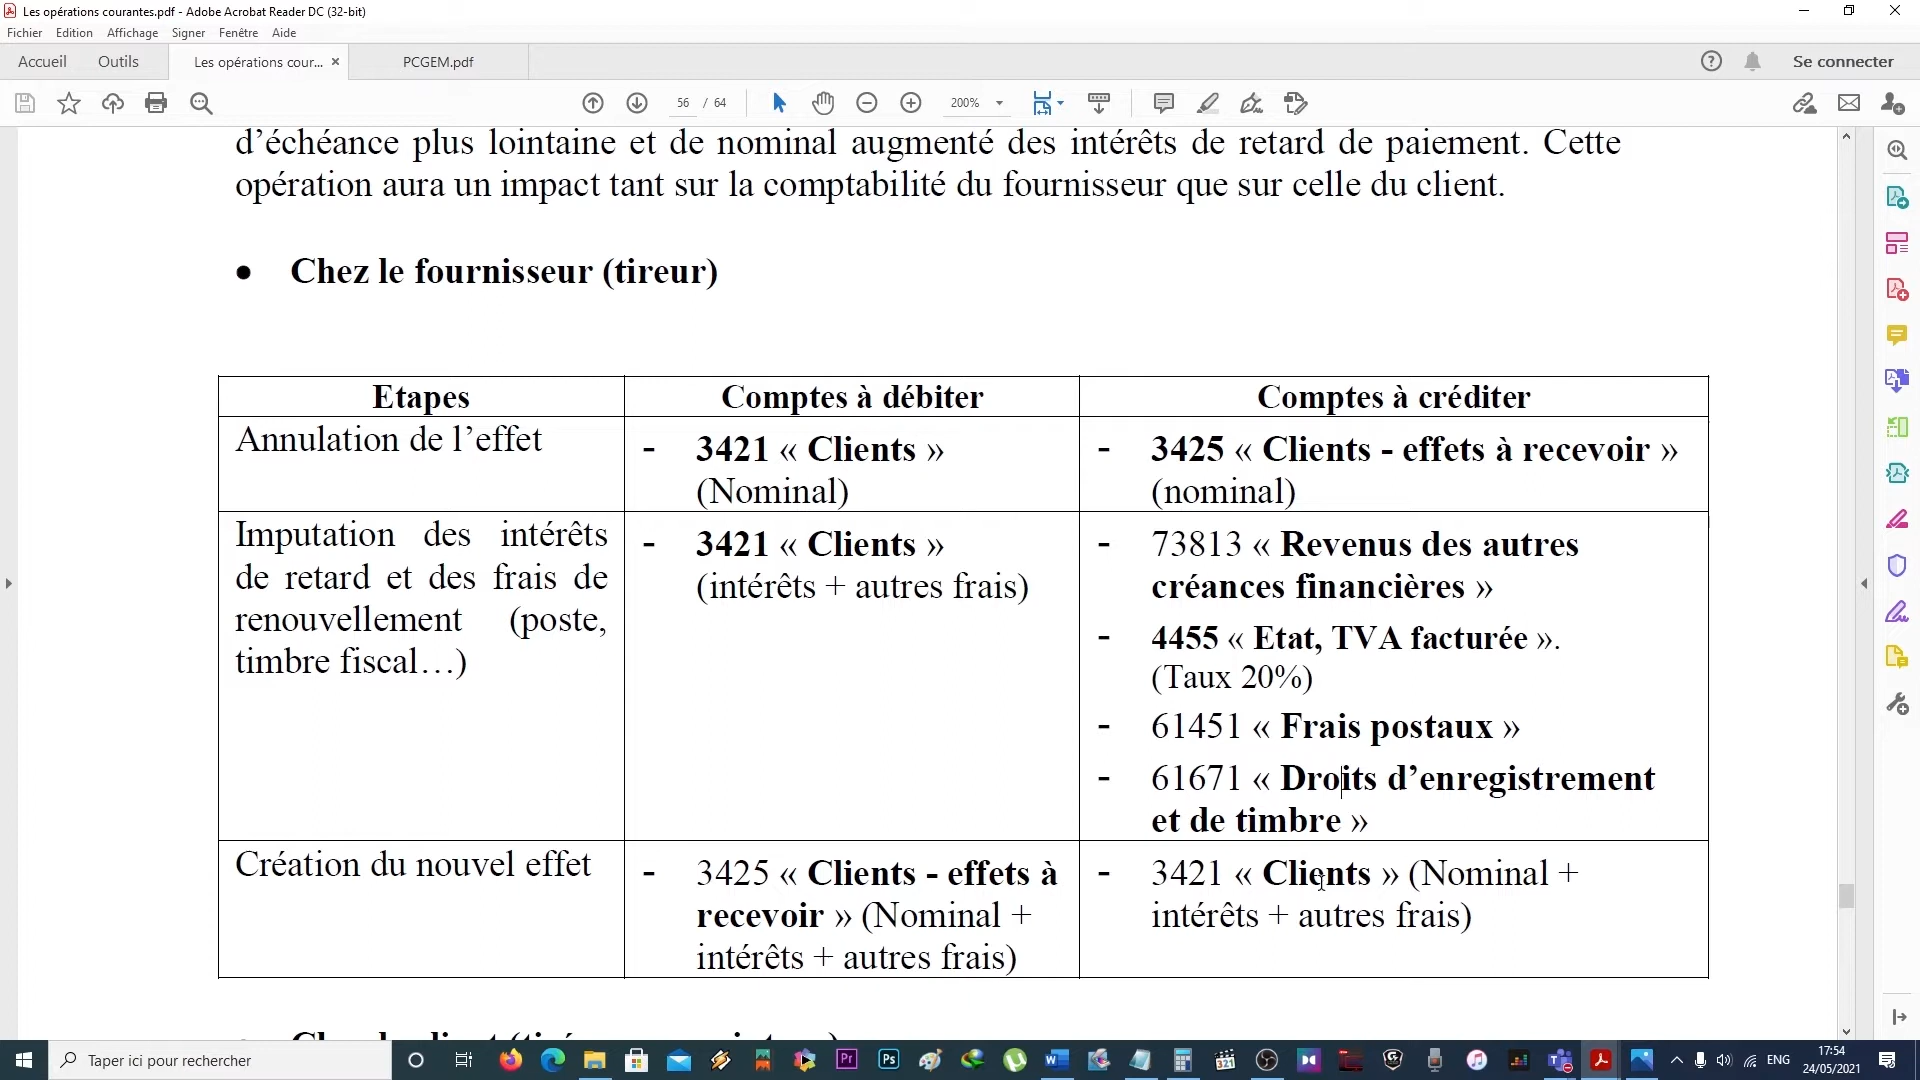 Les opérations courantes.pdf - Adobe Acrobat Reader DC (32-bit)
Fichier Edition Affichage Signer Fenêtre Aide
Accueil Outils Les opérations cour... × PCGEM.pdf Se connecter
56 / 64 200%
d’échéance plus lointaine et de nominal augmenté des intérêts de retard de paiement. Cette
opération aura un impact tant sur la comptabilité du fournisseur que sur celle du client.
• Chez le fournisseur (tireur)
Etapes Comptes à débiter Comptes à créditer
Annulation de l’effet
- 3421 « Clients »
(Nominal)
- 3425 « Clients - effets à recevoir »
(nominal)
Imputation des intérêts
de retard et des frais de
renouvellement (poste,
timbre fiscal…)
- 3421 « Clients »
(intérêts + autres frais)
- 73813 « Revenus des autres
créances financières »
- 4455 « Etat, TVA facturée ».
(Taux 20%)
- 61451 « Frais postaux »
- 61671 « Droits d’enregistrement
et de timbre »
Création du nouvel effet
- 3425 « Clients - effets à
recevoir » (Nominal +
intérêts + autres frais)
- 3421 « Clients » (Nominal +
intérêts + autres frais)
Taper ici pour rechercher
ENG
17:54
24/05/2021